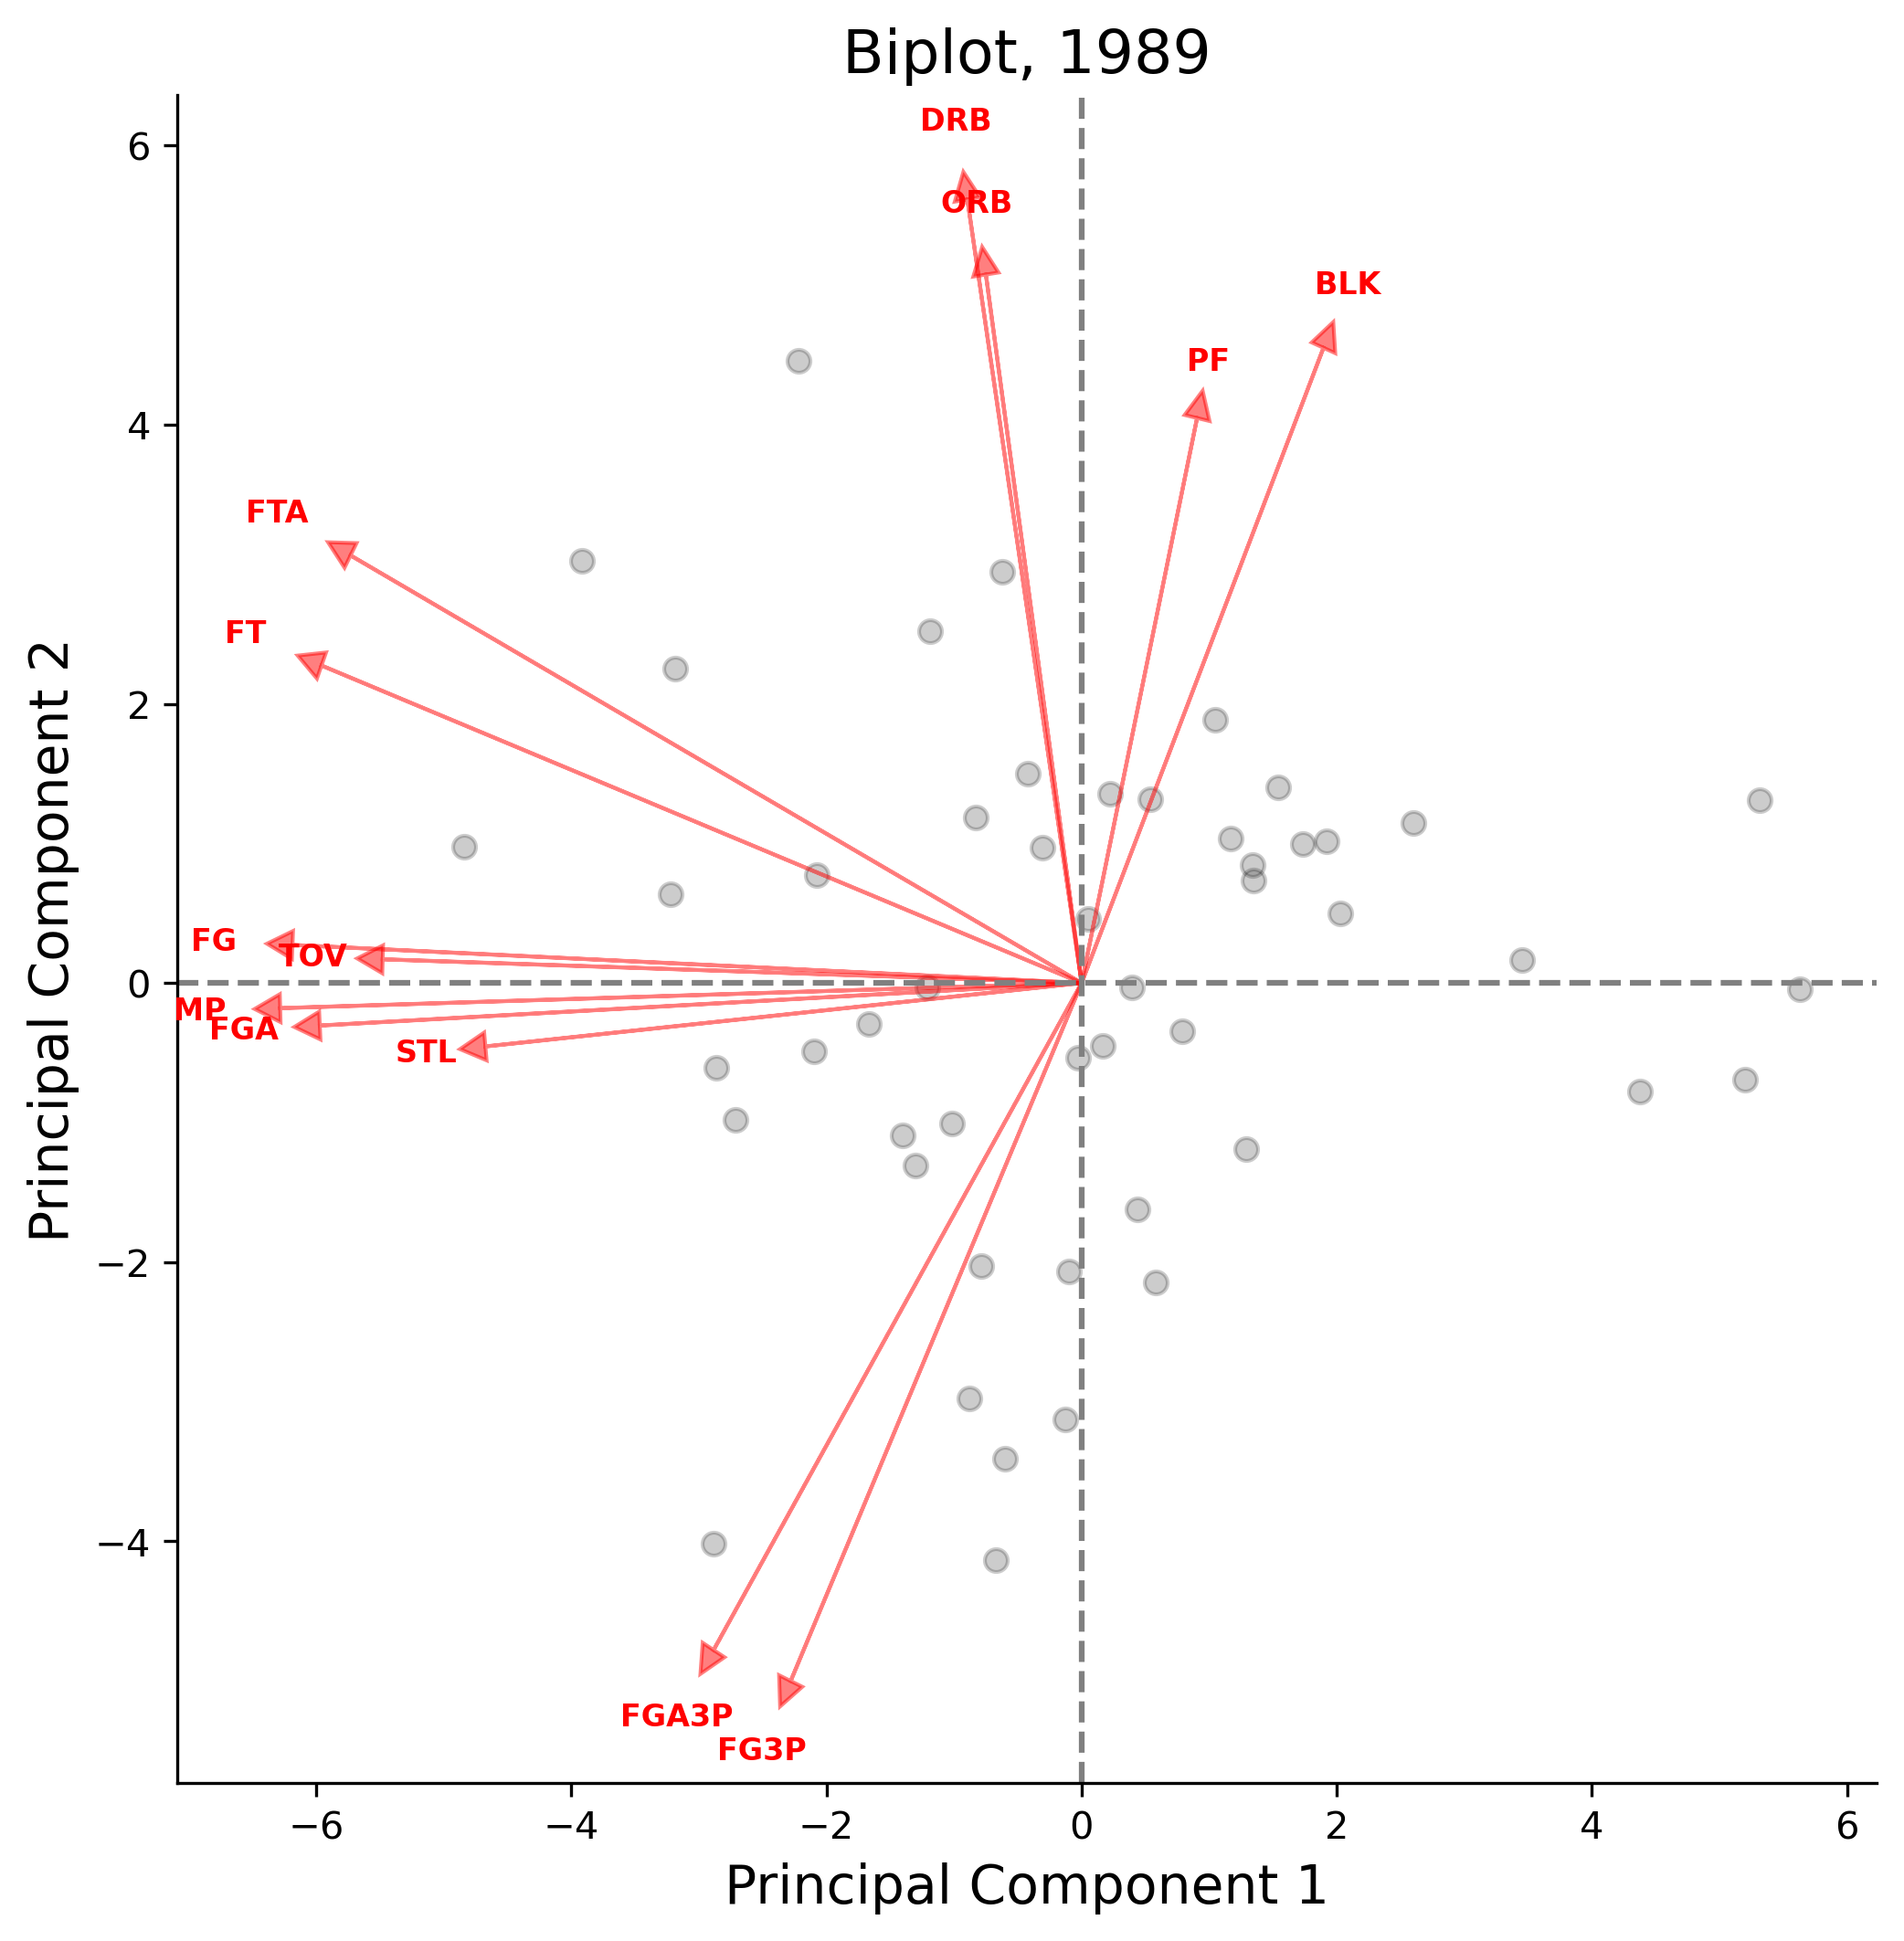 Biplot, 1989
DRB
ORB
BLK
PF
FTA
FT
FG
TOV
MP
FGA
STL
FGA3P
FG3P
6
4
2
0
−2
−4
Principal Component 2
−6
−4
−2
0
2
4
6
Principal Component 1